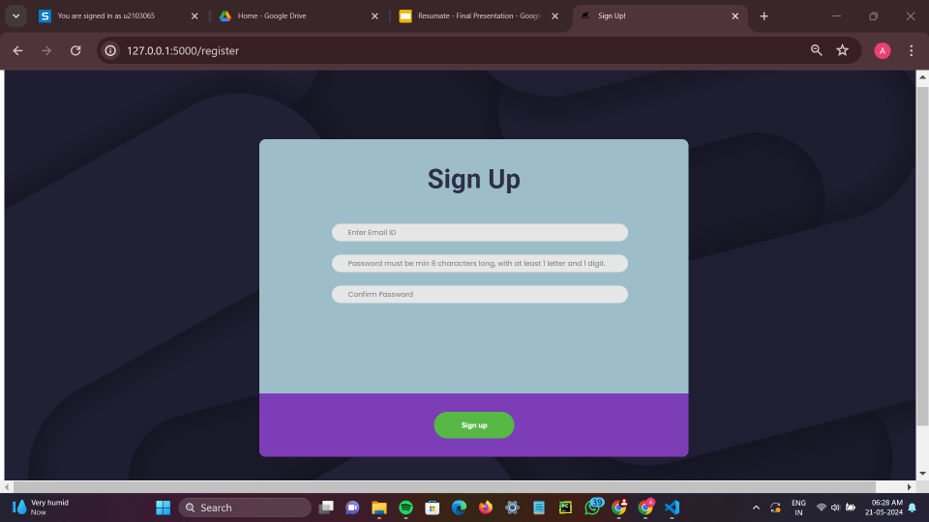 You are signed in as u2103065
Home - Google Drive
Resumate - Final Presentation - Google
Sign Up!
127.0.0.1:5000/register
A
Sign Up
Enter Email ID
Password must be min 8 characters long, with at least 1 letter and 1 digit.
Confirm Password
Sign up
Very humid
Now
Search
PC
39
ENG
IN
06:28 AM
21-05-2024